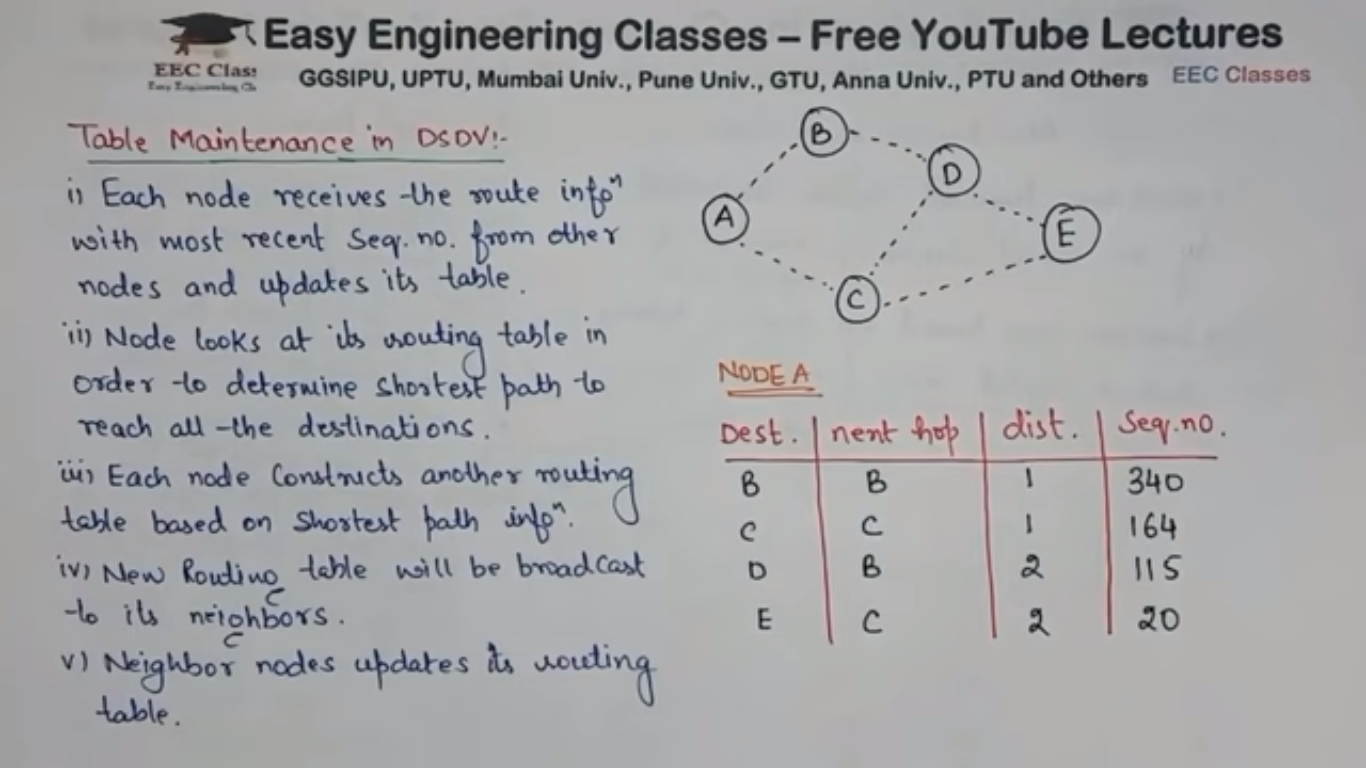 Easy Engineering Classes – Free YouTube Lectures
EEC Class
GGSIPU, UPTU, Mumbai Univ., Pune Univ., GTU, Anna Univ., PTU and Others
EEC Classes
Table Maintenance in DSDV:-
i) Each node receives the route infoⁿ
with most recent Seq. no. from other
nodes and updates its table.
ii) Node looks at its routing table in
order to determine shortest path to
reach all the destinations.
iii) Each node Constructs another routing
table based on shortest path infoⁿ.
iv) New Routing table will be broadcast
to its neighbors.
v) Neighbor nodes updates its routing
table.
B
D
A
E
C
NODE A
Dest. next hop dist. Seq.no.
B B 1 340
C C 1 164
D B 2 115
E C 2 20